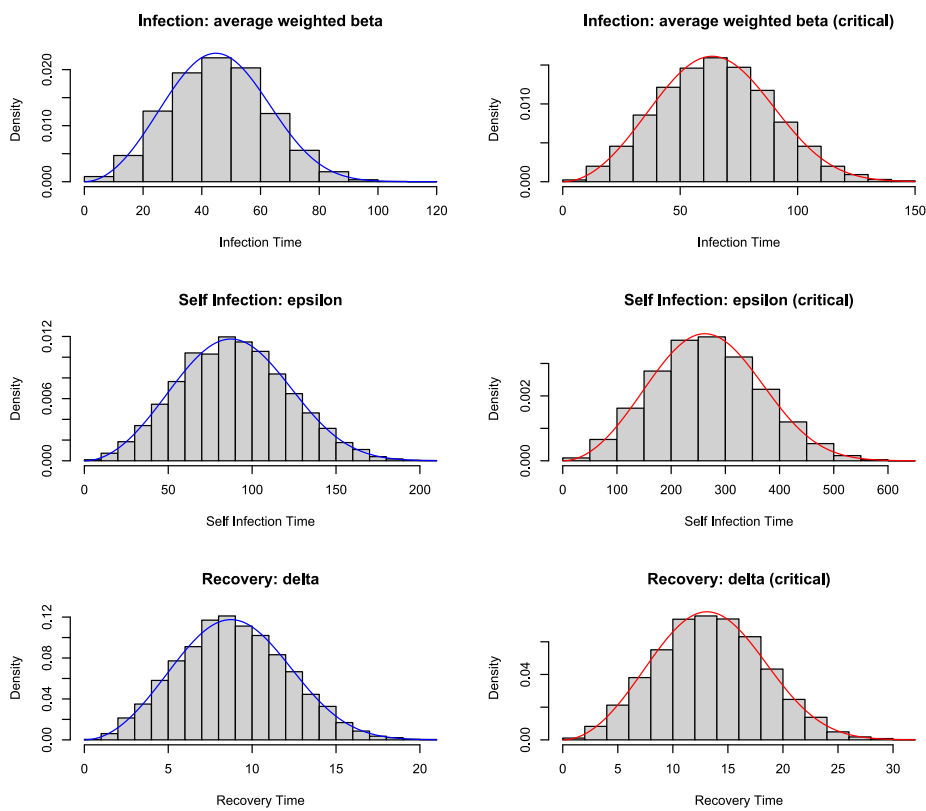 Infection: average weighted beta
Density
0.000 0.010 0.020
0 20 40 60 80 100 120
Infection Time
Infection: average weighted beta (critical)
Density
0.000 0.010
0 50 100 150
Infection Time
Self Infection: epsilon
Density
0.000 0.006 0.012
0 50 100 150 200
Self Infection Time
Self Infection: epsilon (critical)
Density
0.000 0.002
0 100 200 300 400 500 600
Self Infection Time
Recovery: delta
Density
0.00 0.04 0.08 0.12
0 5 10 15 20
Recovery Time
Recovery: delta (critical)
Density
0.00 0.04
0 5 10 15 20 25 30
Recovery Time